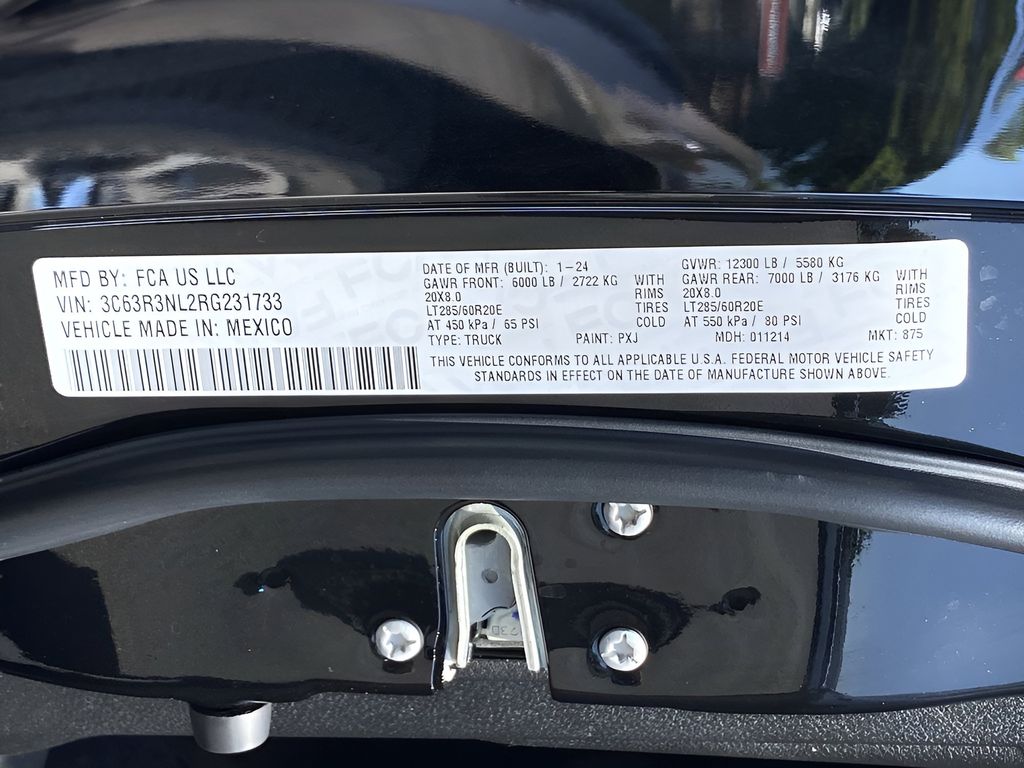 MFD BY: FCA US LLC
VIN: 3C63R3NL2RG231733
VEHICLE MADE IN: MEXICO
DATE OF MFR (BUILT): 1-24
GAWR FRONT: 6000 LB / 2722 KG WITH
20X8.0 RIMS
LT285/60R20E TIRES
AT 450 kPa / 65 PSI COLD
TYPE: TRUCK PAINT: PXJ
GVWR: 12300 LB / 5580 KG
GAWR REAR: 7000 LB / 3176 KG WITH
20X8.0 RIMS
LT285/60R20E TIRES
AT 550 kPa / 80 PSI COLD
MDH: 011214 MKT: 875
THIS VEHICLE CONFORMS TO ALL APPLICABLE U.S.A. FEDERAL MOTOR VEHICLE SAFETY
STANDARDS IN EFFECT ON THE DATE OF MANUFACTURE SHOWN ABOVE.